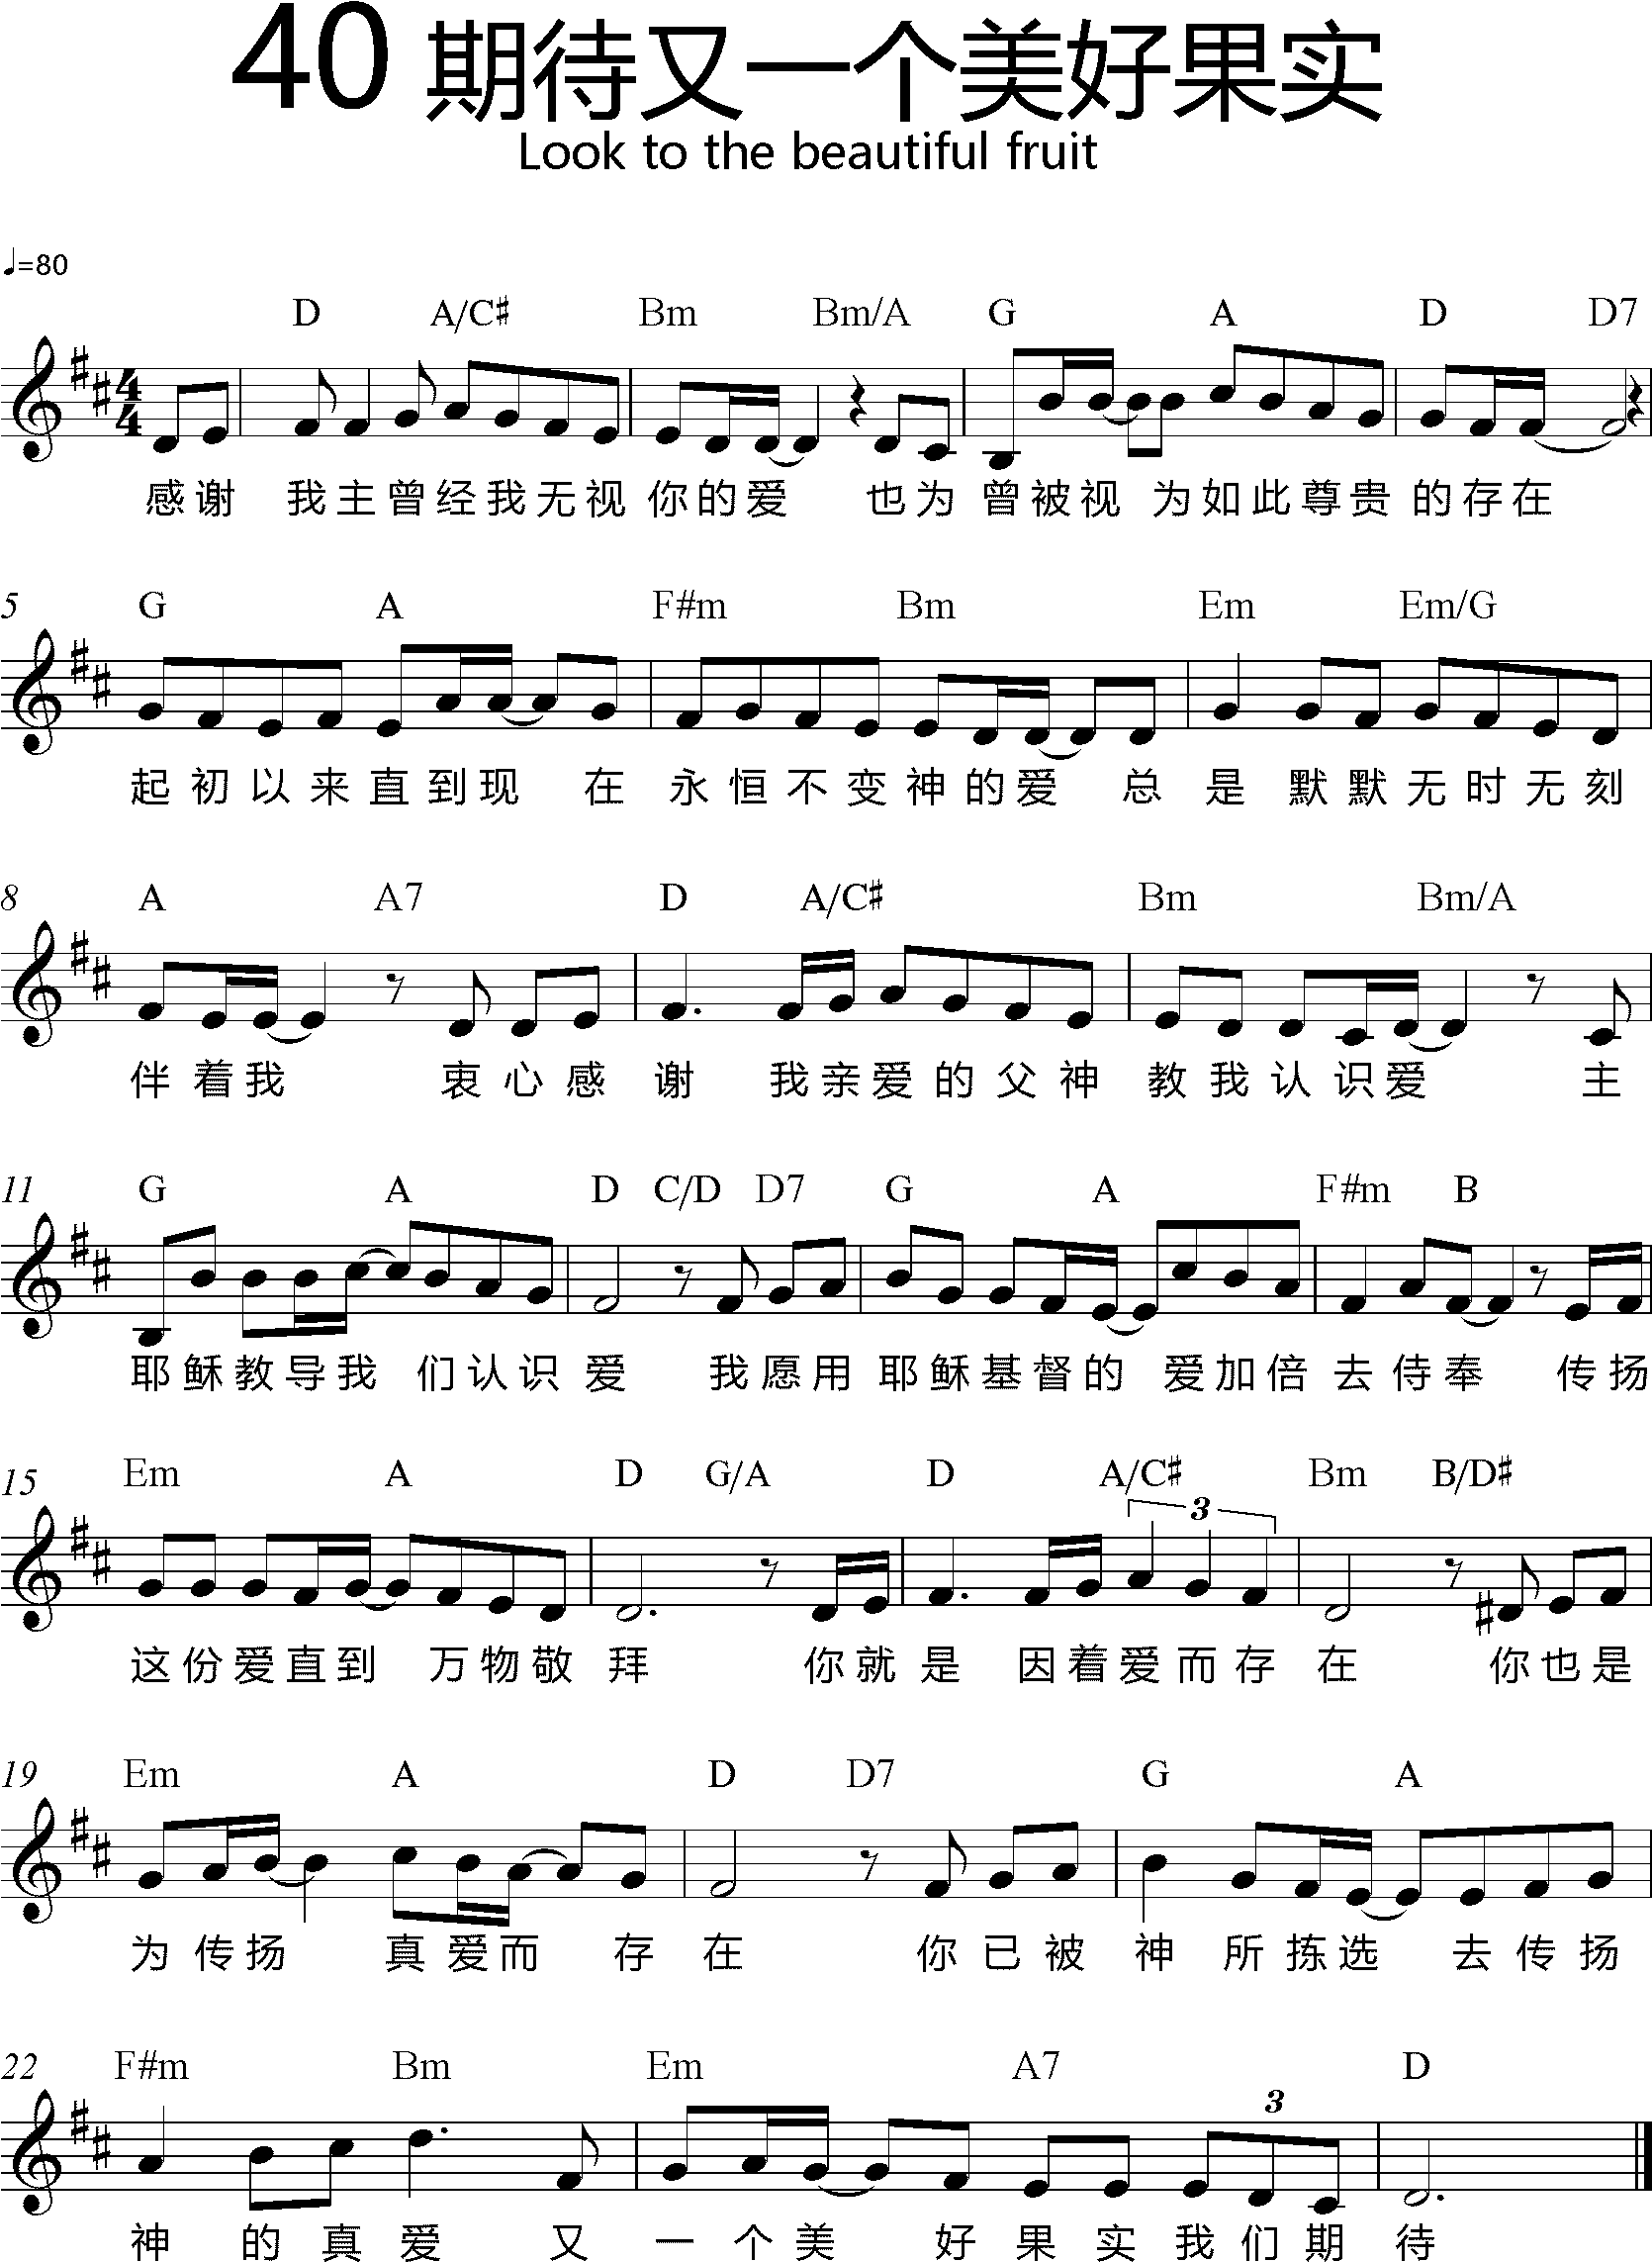 40 期待又一个美好果实
Look to the beautiful fruit
♩=80
D A/C♯ Bm Bm/A G A D D7
感谢 我主曾经我无视你的爱 也为曾被视 为如此尊贵的存在
5 G A F#m Bm Em Em/G
起初以来直到现 在 永恒不变神的爱 总 是 默默无时无刻
8 A A7 D A/C♯ Bm Bm/A
伴着我 衷心感 谢 我亲爱的父神 教我认识爱 主
11 G A D C/D D7 G A F#m B
耶稣教导我 们认识 爱 我愿用 耶稣基督的 爱加倍 去侍奉 传扬
15 Em A D G/A D A/C♯ 3 Bm B/D♯
这份爱直到 万物敬 拜 你就是 因着爱而存 在 你也是
19 Em A D D7 G A
为传扬 真爱而 存 在 你已被 神 所拣选 去传扬
22 F#m Bm Em A7 3 D
神 的真爱 又 一个美 好果实我们期 待